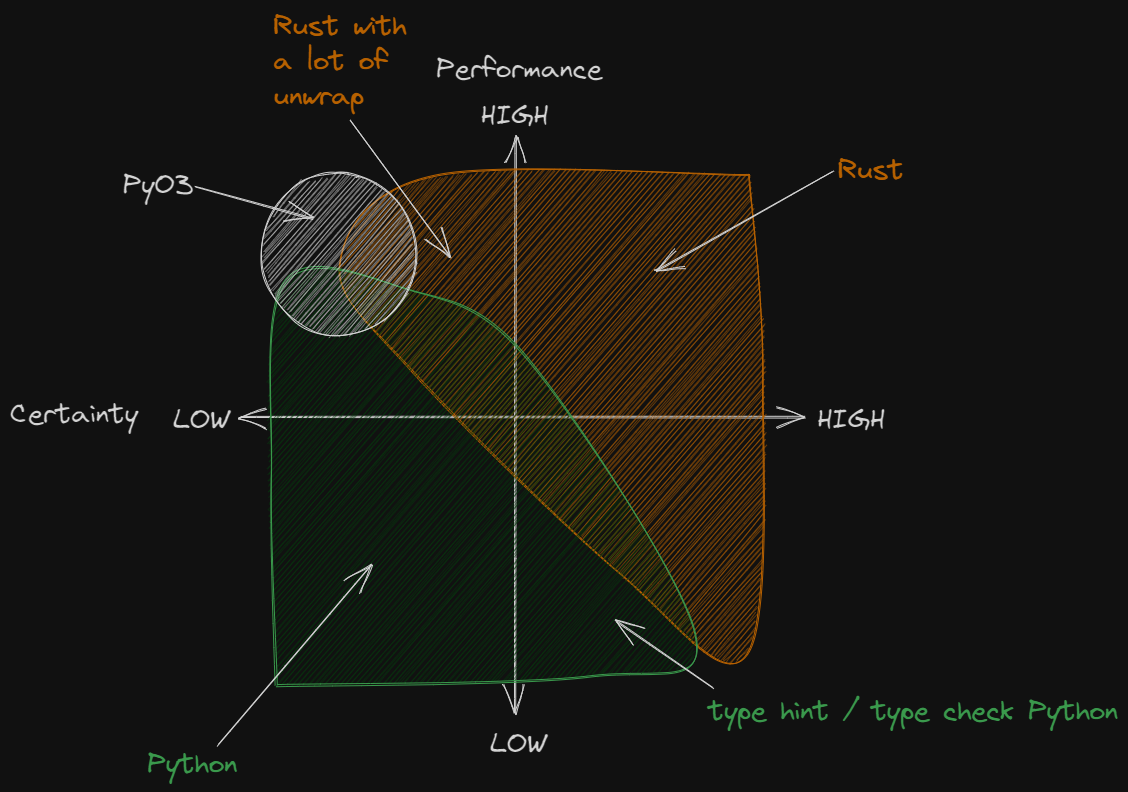 Rust with
a lot of
unwrap
Performance
HIGH
PyO3
Rust
Certainty
LOW
HIGH
type hint / type check Python
LOW
Python